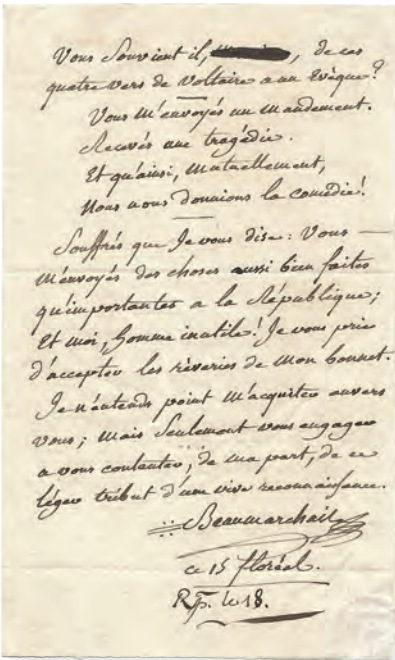 Vous Souvient il, , de ces
quatre vers de Voltaire a un Evêque?
Vous m'envoyés un Mandement.
Recevés une tragédie.
Et qu'ainsi, mutuellement,
Nous nous donnions la comédie!
Souffrés que Je vous dise: Vous
M'envoyés des choses aussi bien faites
qu'importantes a la République;
Et moi, homme inutile! Je vous prie
d'accepter les rêveries de mon bonnet.
Je n'entends point m'acquiter envers
vous; mais Seulement vous engager
a vous contenter, de ma part, de ce
léger tribut d'une vive reconnaissance.
Beaumarchais
ce 15 floréal.